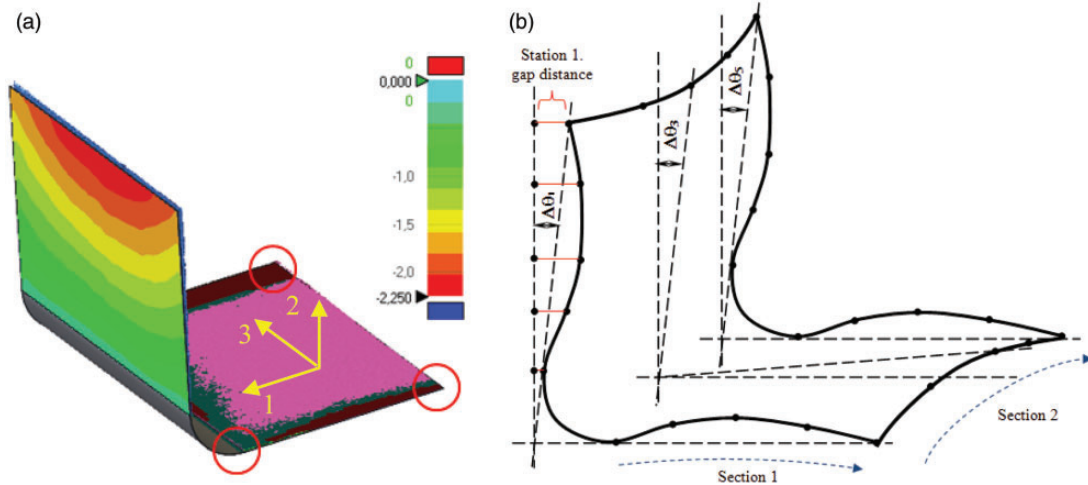 (a)
0
0,000
0
-1,0
-1.5
-2,0
-2,250
2
3
1
(b)
Station 1.
gap distance
Δθ5
Δθ3
Δθ1
Section 2
Section 1